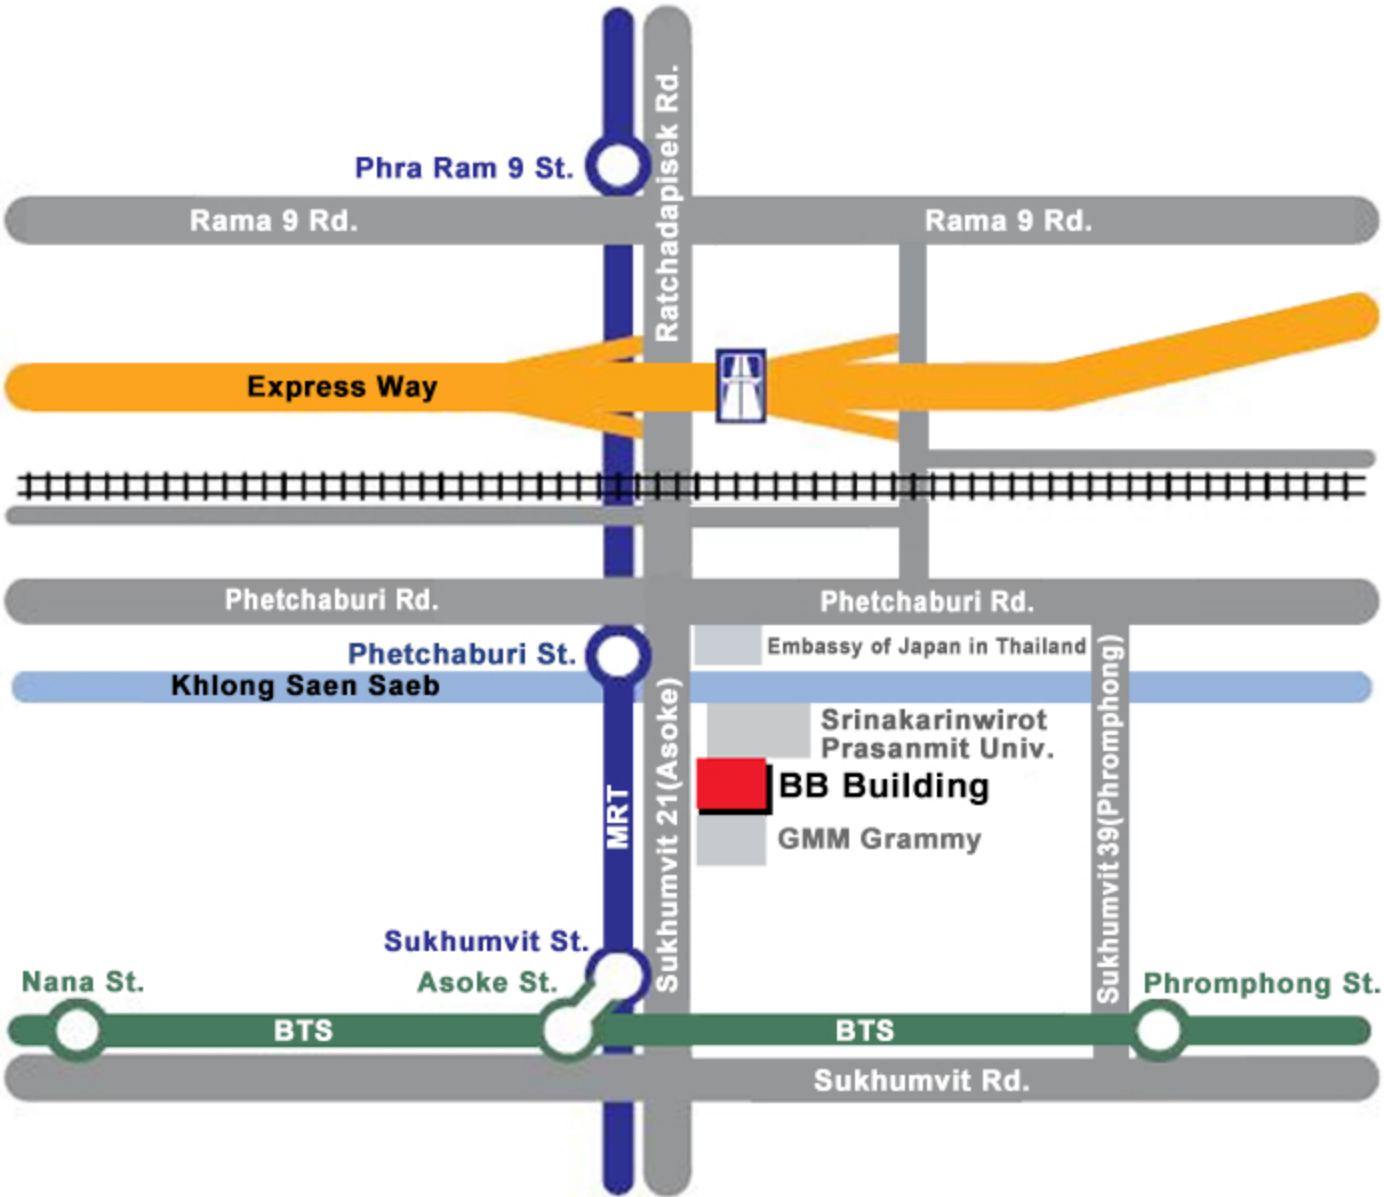 Ratchadapisek Rd.
Phra Ram 9 St.
Rama 9 Rd.
Rama 9 Rd.
Express Way
Phetchaburi Rd.
Phetchaburi Rd.
Phetchaburi St.
Embassy of Japan in Thailand
Khlong Saen Saeb
Srinakarinwirot
Prasanmit Univ.
BB Building
GMM Grammy
MRT
Sukhumvit 21(Asoke)
Sukhumvit 39(Phromphong)
Sukhumvit St.
Nana St.
Asoke St.
Phromphong St.
BTS
BTS
Sukhumvit Rd.